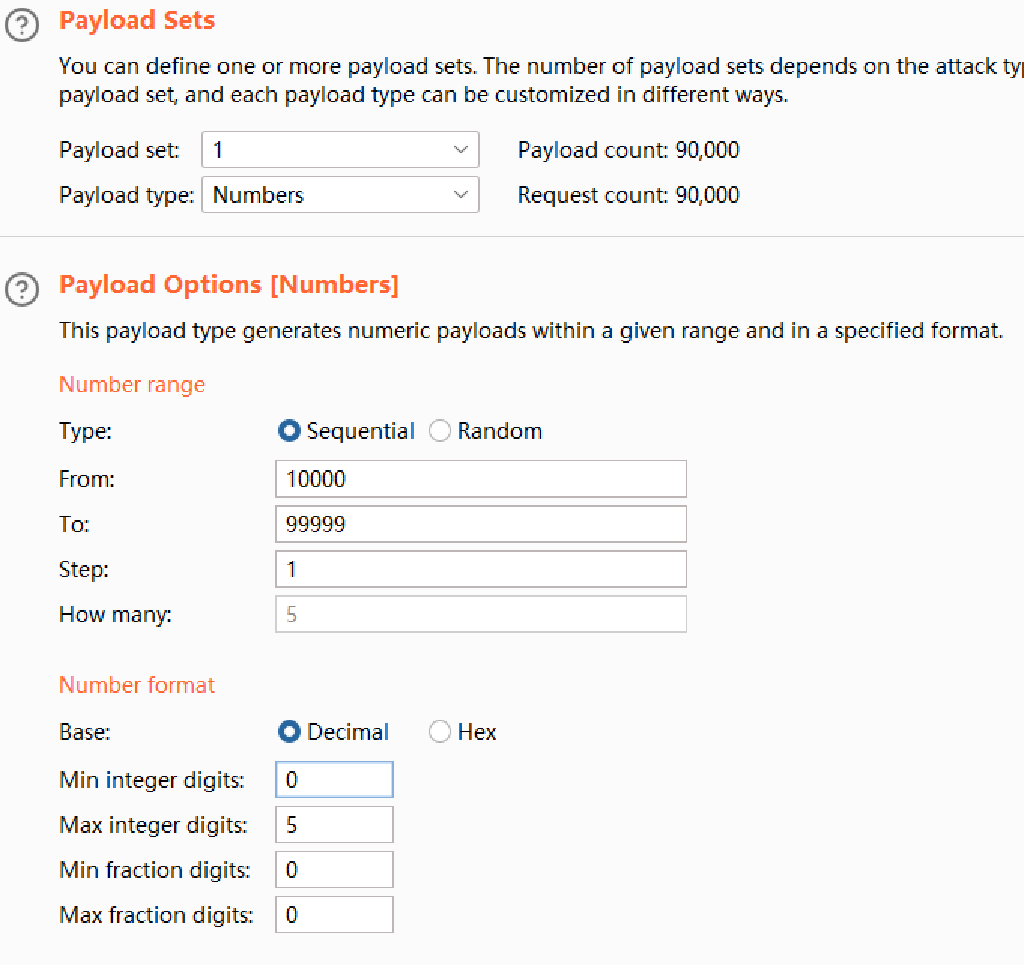 Payload Sets
You can define one or more payload sets. The number of payload sets depends on the attack
payload set, and each payload type can be customized in different ways.
Payload set: 1 Payload count: 90,000
Payload type: Numbers Request count: 90,000
Payload Options [Numbers]
This payload type generates numeric payloads within a given range and in a specified format.
Number range
Type: Sequential Random
From: 10000
To: 99999
Step: 1
How many: 5
Number format
Base: Decimal Hex
Min integer digits: 0
Max integer digits: 5
Min fraction digits: 0
Max fraction digits: 0